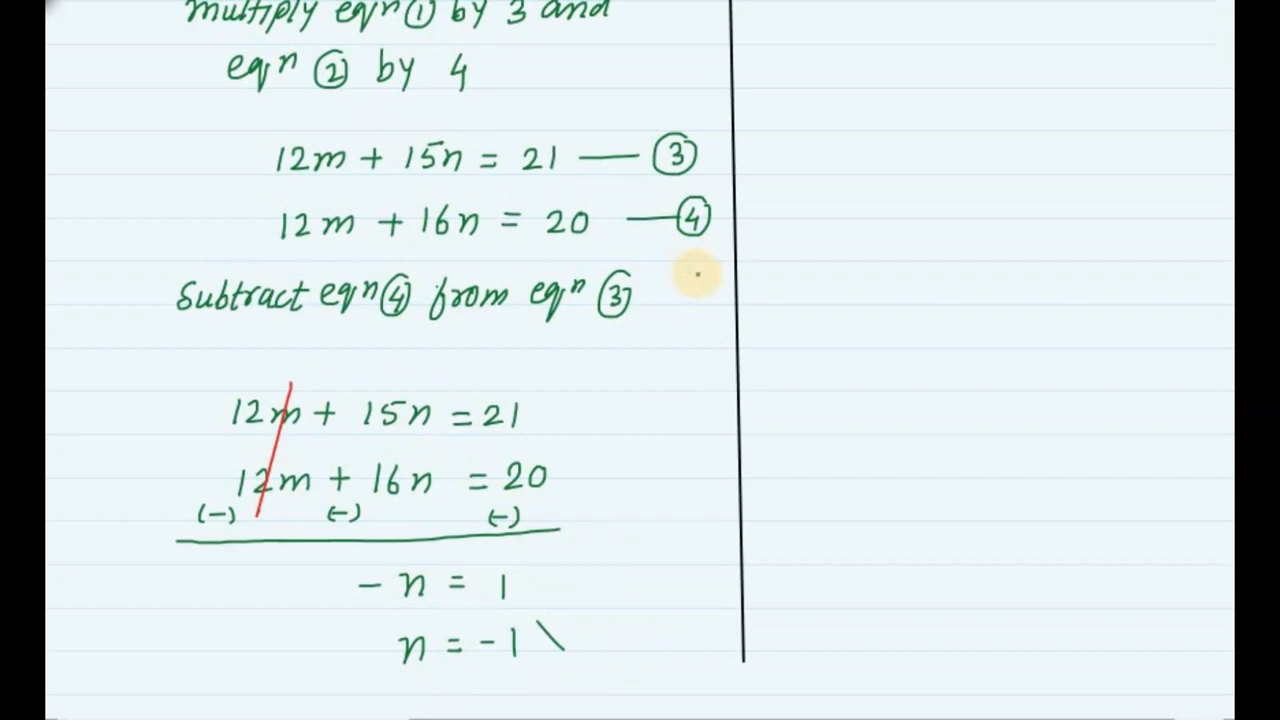 multiply eqn ① by 3 and
eqn ② by 4
12m + 15n = 21 — ③
12m + 16n = 20 — ④
Subtract eqn ④ from eqn ③
12m + 15n = 21
12m + 16n = 20
(-) (-) (-)
- n = 1
n = -1 \